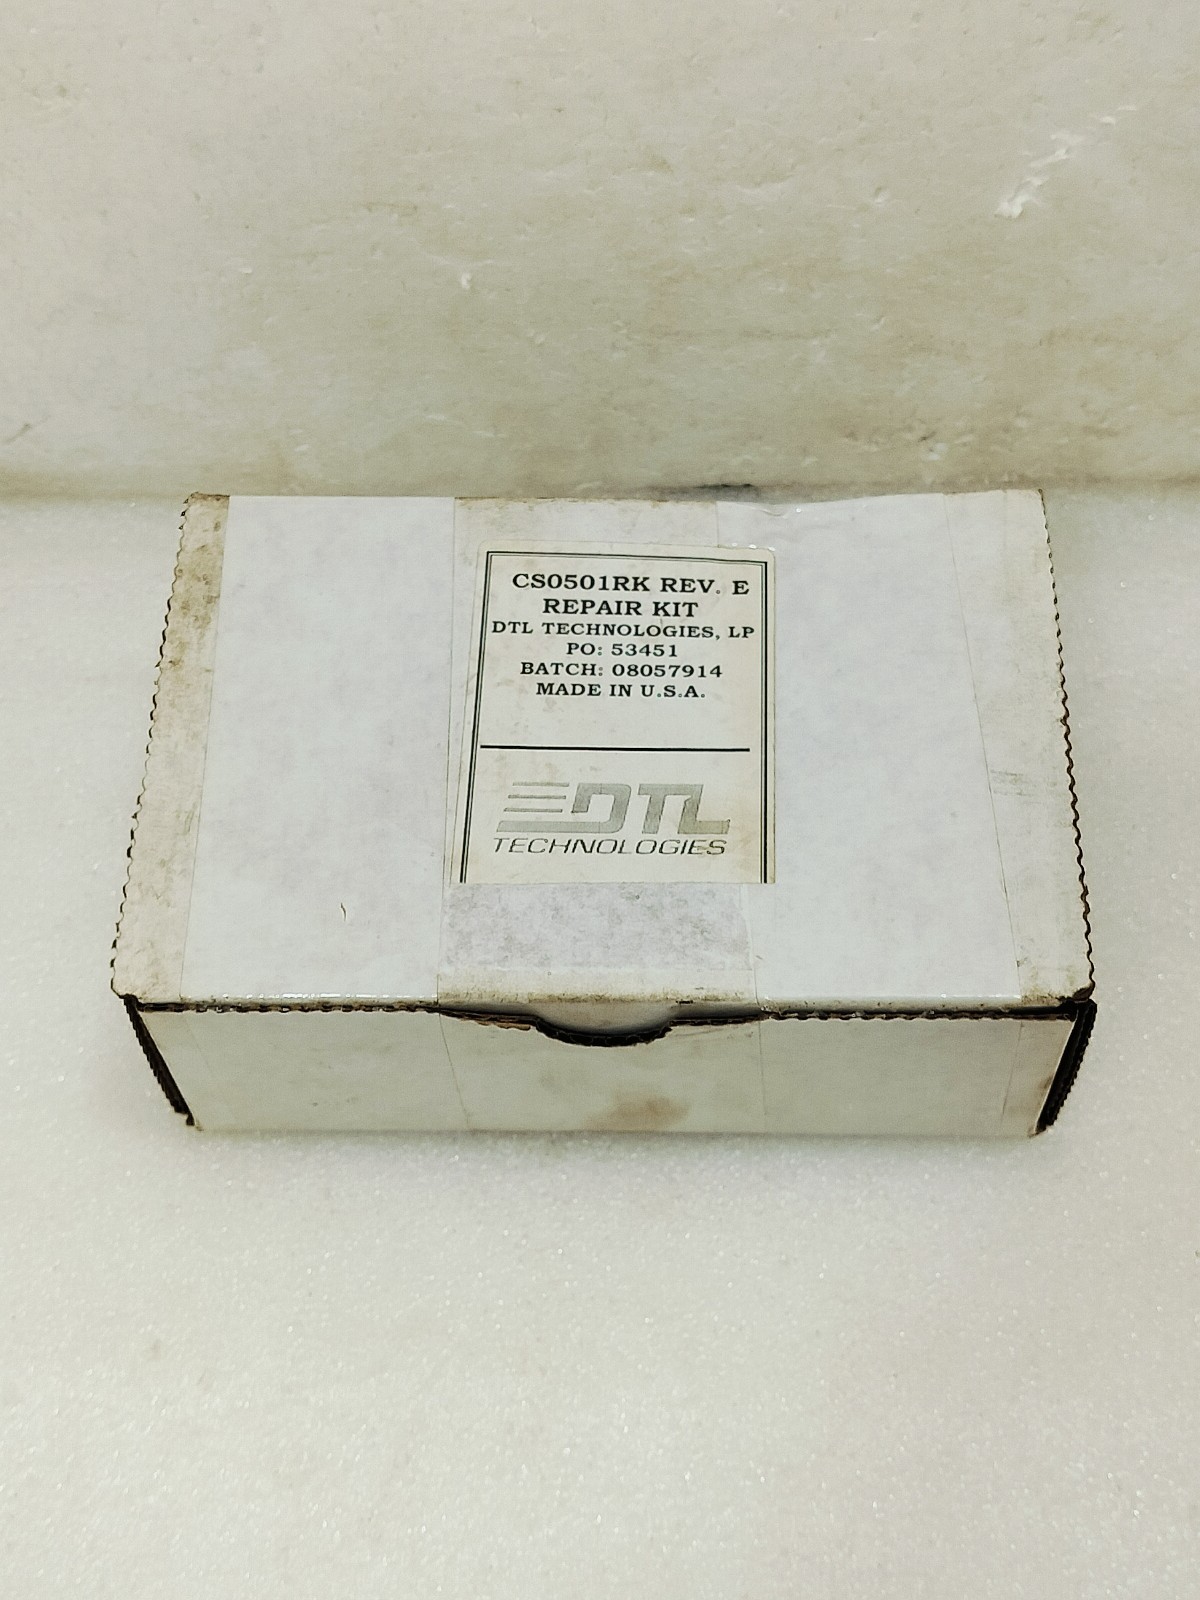 CS0501RK REV. E
REPAIR KIT
DTL TECHNOLOGIES, LP
PO: 53451
BATCH: 08057914
MADE IN U.S.A.
DTL
TECHNOLOGIES